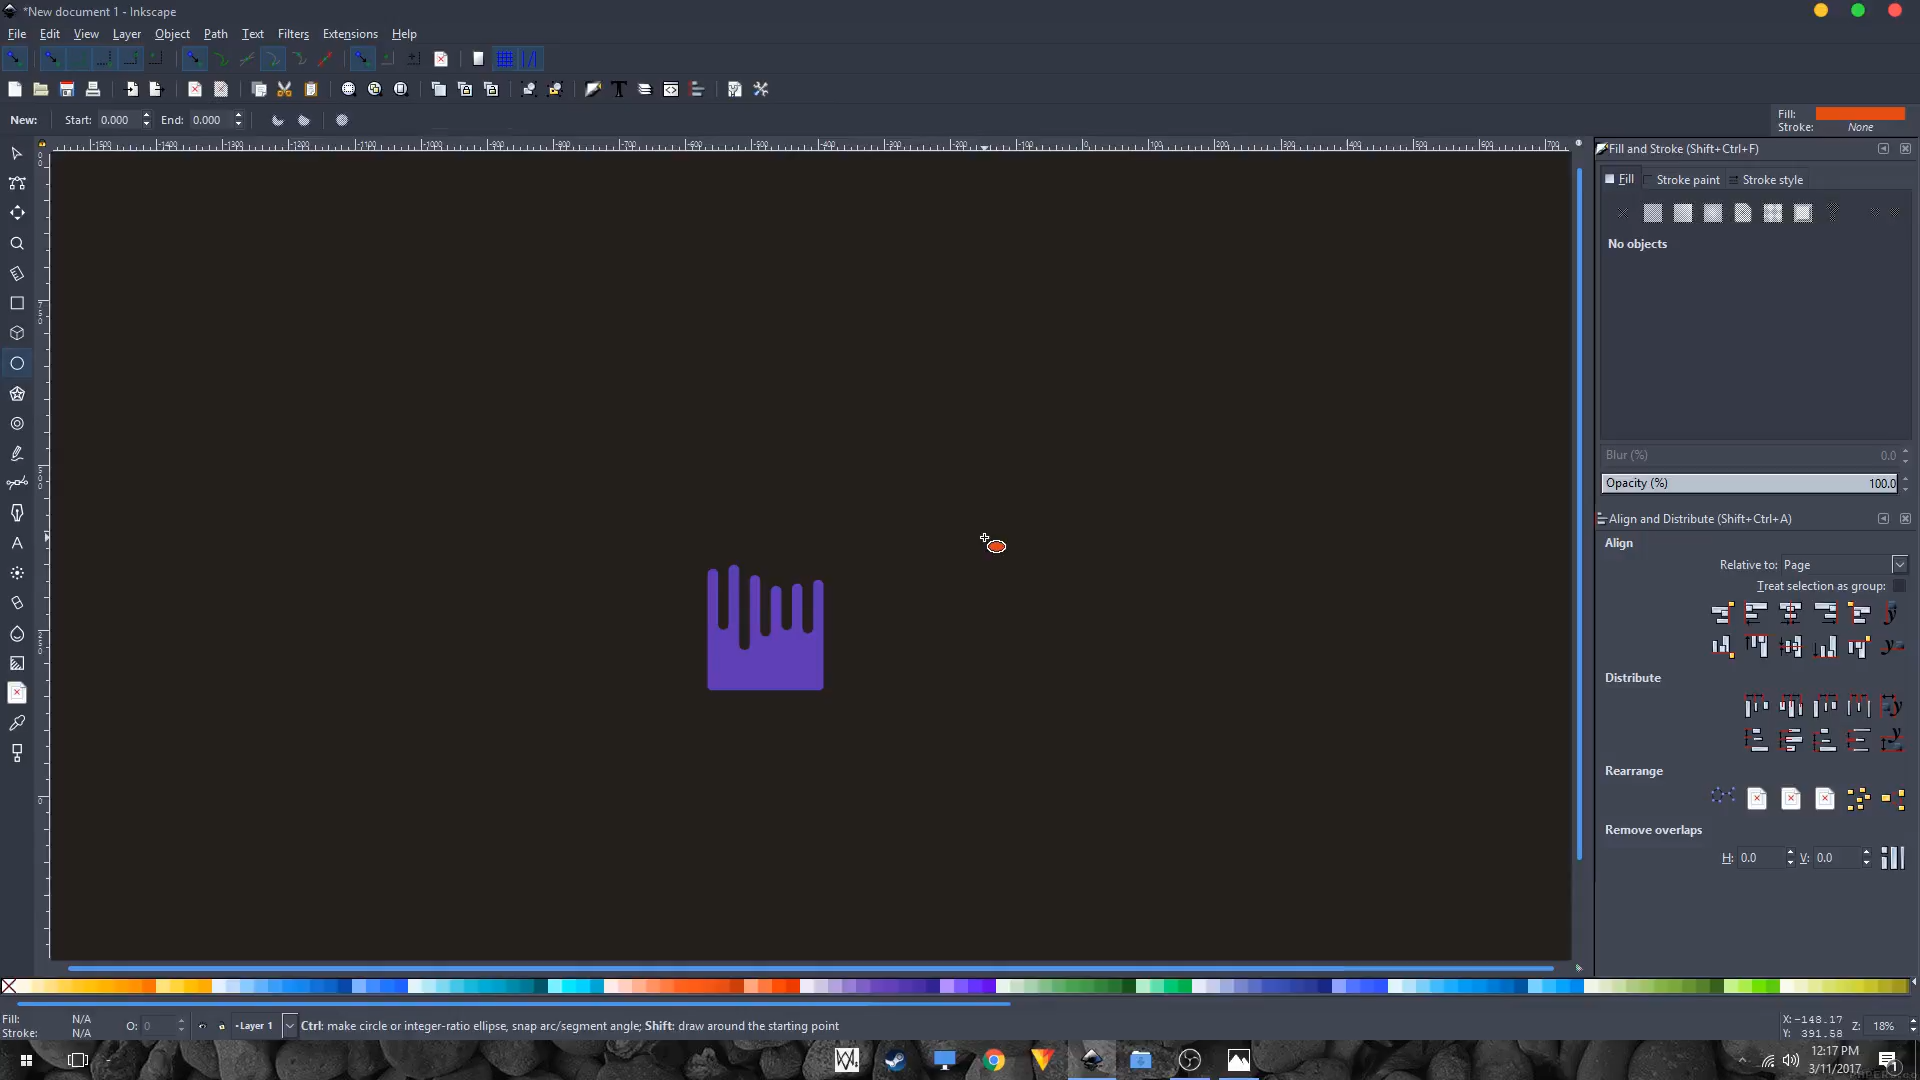 *New document 1 - Inkscape
File Edit View Layer Object Path Text Filters Extensions Help
New: Start: 0.000 End: 0.000
Fill:
Stroke: None
Fill and Stroke (Shift+Ctrl+F)
Fill Stroke paint Stroke style
No objects
Blur (%) 0.0
Opacity (%) 100.0
Align and Distribute (Shift+Ctrl+A)
Align
Relative to: Page
Treat selection as group:
Distribute
Rearrange
Remove overlaps
H: 0.0 V: 0.0
Fill: N/A
Stroke: N/A
O: 0
Layer 1
Ctrl: make circle or integer-ratio ellipse, snap arc/segment angle; Shift: draw around the starting point
X: -148.17
Y: 391.58
Z: 18%
12:17 PM
3/11/2017